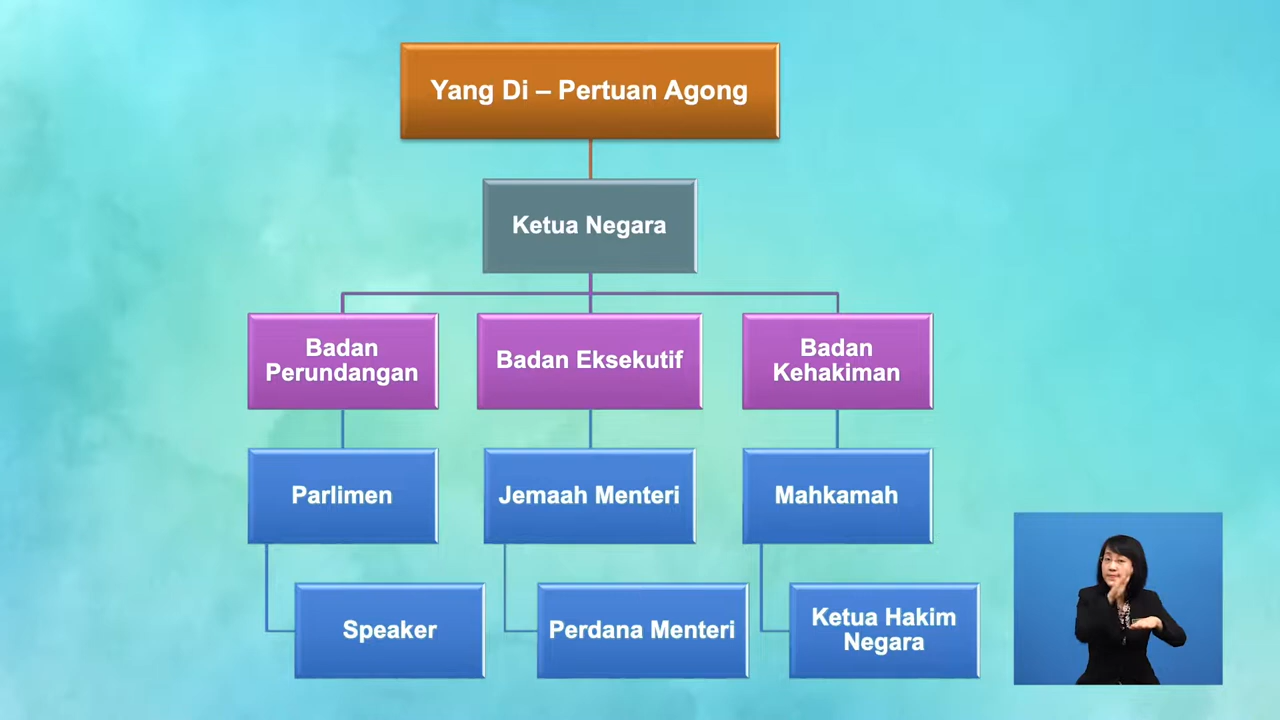 Yang Di – Pertuan Agong
Ketua Negara
Badan
Perundangan
Badan Eksekutif
Badan
Kehakiman
Parlimen
Jemaah Menteri
Mahkamah
Speaker
Perdana Menteri
Ketua Hakim
Negara